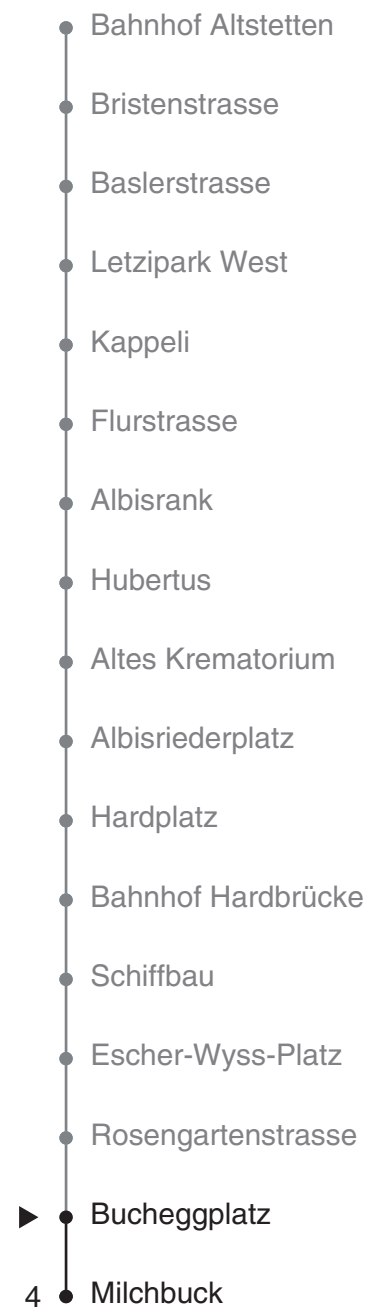 Bahnhof Altstetten
Bristenstrasse
Baslerstrasse
Letzipark West
Kappeli
Flurstrasse
Albisrank
Hubertus
Altes Krematorium
Albisriederplatz
Hardplatz
Bahnhof Hardbrücke
Schiffbau
Escher-Wyss-Platz
Rosengartenstrasse
Bucheggplatz
4 Milchbuck